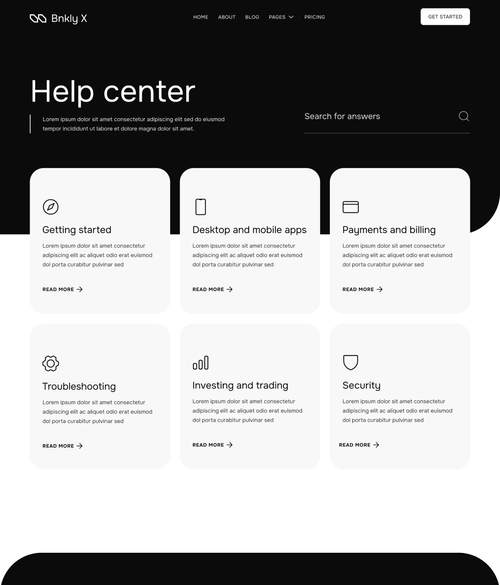 Bnkly X
HOME ABOUT BLOG PAGES PRICING
GET STARTED
Help center
Lorem ipsum dolor sit amet consectetur adipiscing elit sed do eiusmod
tempor incididunt ut labore et dolore magna dolor sit amet.
Search for answers
Getting started
Lorem ipsum dolor sit amet consectetur
adipiscing elit ac aliquet odio erat euismod
dol porta curabitur pulvinar sed
READ MORE
Desktop and mobile apps
Lorem ipsum dolor sit amet consectetur
adipiscing elit ac aliquet odio erat euismod
dol porta curabitur pulvinar sed
READ MORE
Payments and billing
Lorem ipsum dolor sit amet consectetur
adipiscing elit ac aliquet odio erat euismod
dol porta curabitur pulvinar sed
READ MORE
Troubleshooting
Lorem ipsum dolor sit amet consectetur
adipiscing elit ac aliquet odio erat euismod
dol porta curabitur pulvinar sed
READ MORE
Investing and trading
Lorem ipsum dolor sit amet consectetur
adipiscing elit ac aliquet odio erat euismod
dol porta curabitur pulvinar sed
READ MORE
Security
Lorem ipsum dolor sit amet consectetur
adipiscing elit ac aliquet odio erat euismod
dol porta curabitur pulvinar sed
READ MORE